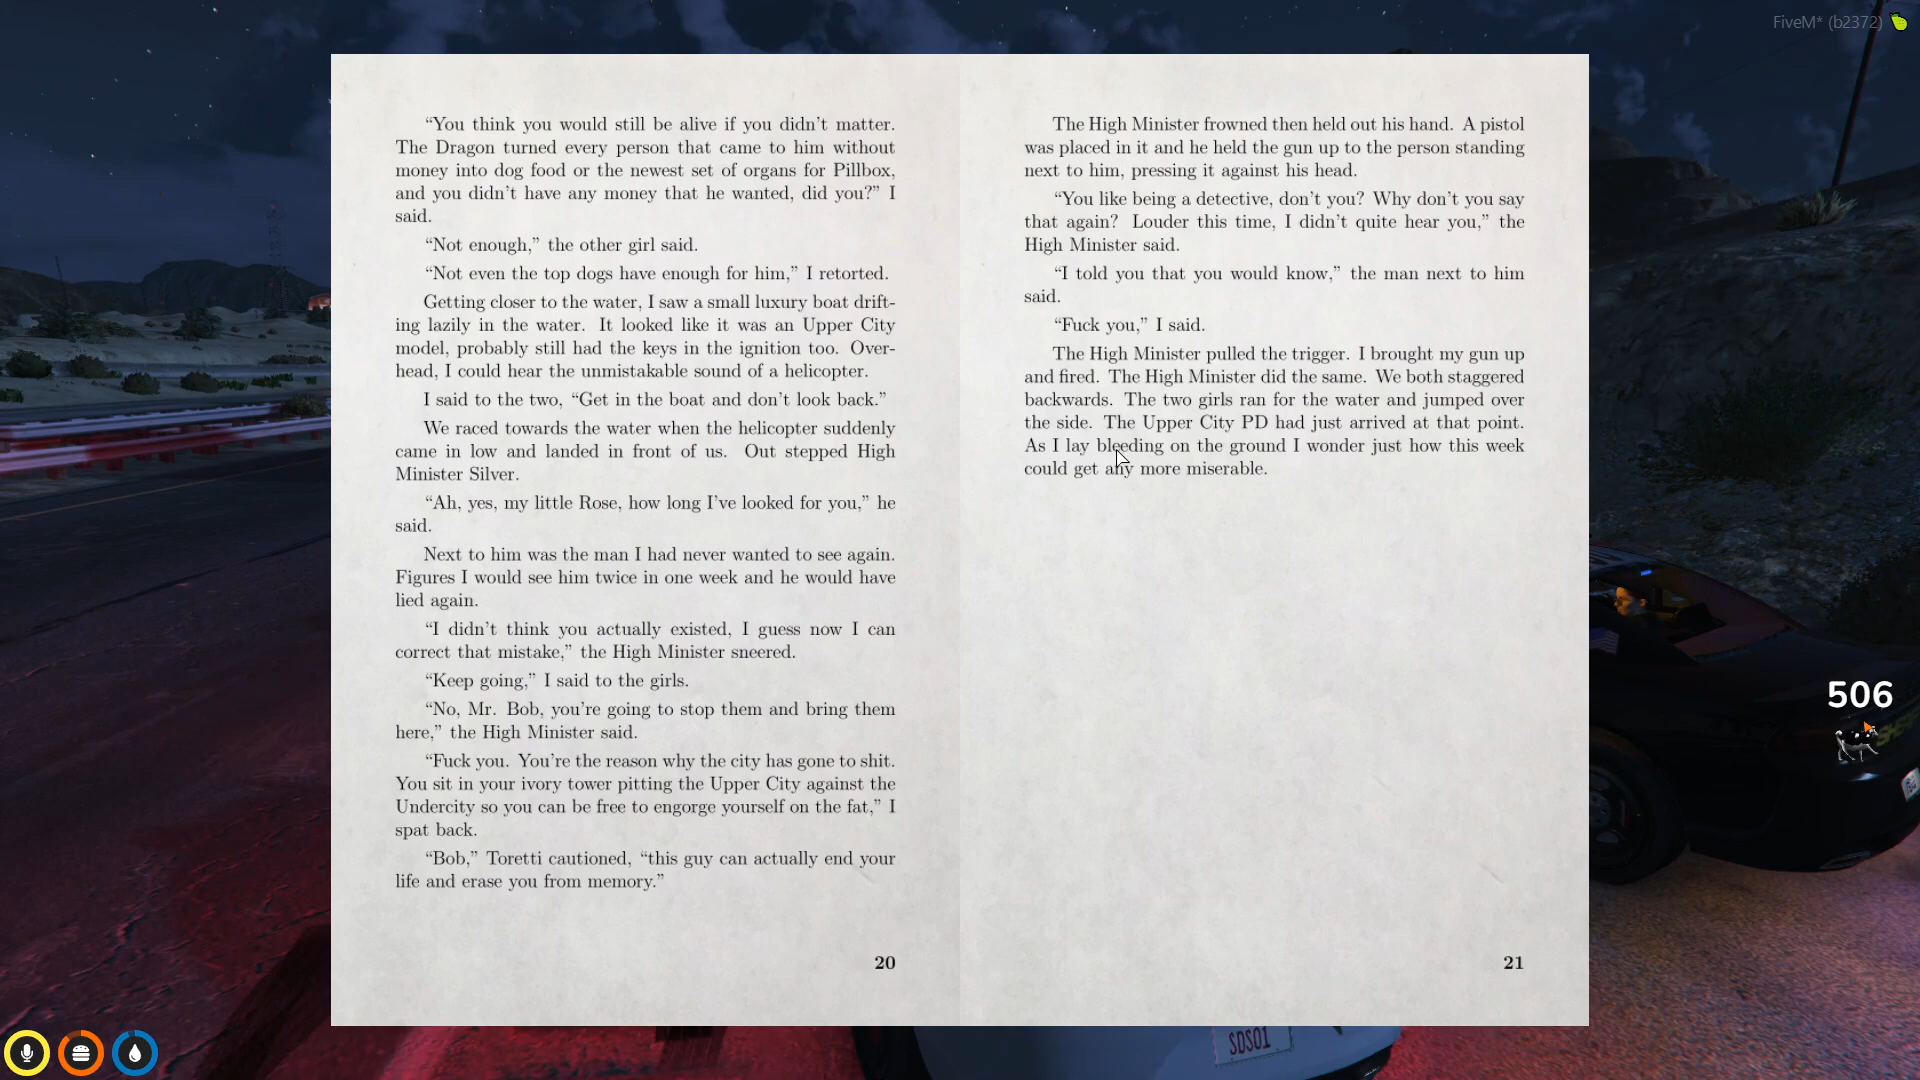 FiveM* (b2372)
“You think you would still be alive if you didn’t matter.
The Dragon turned every person that came to him without
money into dog food or the newest set of organs for Pillbox,
and you didn’t have any money that he wanted, did you?” I
said.
“Not enough,” the other girl said.
“Not even the top dogs have enough for him,” I retorted.
Getting closer to the water, I saw a small luxury boat drift-
ing lazily in the water. It looked like it was an Upper City
model, probably still had the keys in the ignition too. Over-
head, I could hear the unmistakable sound of a helicopter.
I said to the two, “Get in the boat and don’t look back.”
We raced towards the water when the helicopter suddenly
came in low and landed in front of us. Out stepped High
Minister Silver.
“Ah, yes, my little Rose, how long I’ve looked for you,” he
said.
Next to him was the man I had never wanted to see again.
Figures I would see him twice in one week and he would have
lied again.
“I didn’t think you actually existed, I guess now I can
correct that mistake,” the High Minister sneered.
“Keep going,” I said to the girls.
“No, Mr. Bob, you’re going to stop them and bring them
here,” the High Minister said.
“Fuck you. You’re the reason why the city has gone to shit.
You sit in your ivory tower pitting the Upper City against the
Undercity so you can be free to engorge yourself on the fat,” I
spat back.
“Bob,” Toretti cautioned, “this guy can actually end your
life and erase you from memory.”
20
The High Minister frowned then held out his hand. A pistol
was placed in it and he held the gun up to the person standing
next to him, pressing it against his head.
“You like being a detective, don’t you? Why don’t you say
that again? Louder this time, I didn’t quite hear you,” the
High Minister said.
“I told you that you would know,” the man next to him
said.
“Fuck you,” I said.
The High Minister pulled the trigger. I brought my gun up
and fired. The High Minister did the same. We both staggered
backwards. The two girls ran for the water and jumped over
the side. The Upper City PD had just arrived at that point.
As I lay bleeding on the ground I wonder just how this week
could get any more miserable.
21
506
SDSO1